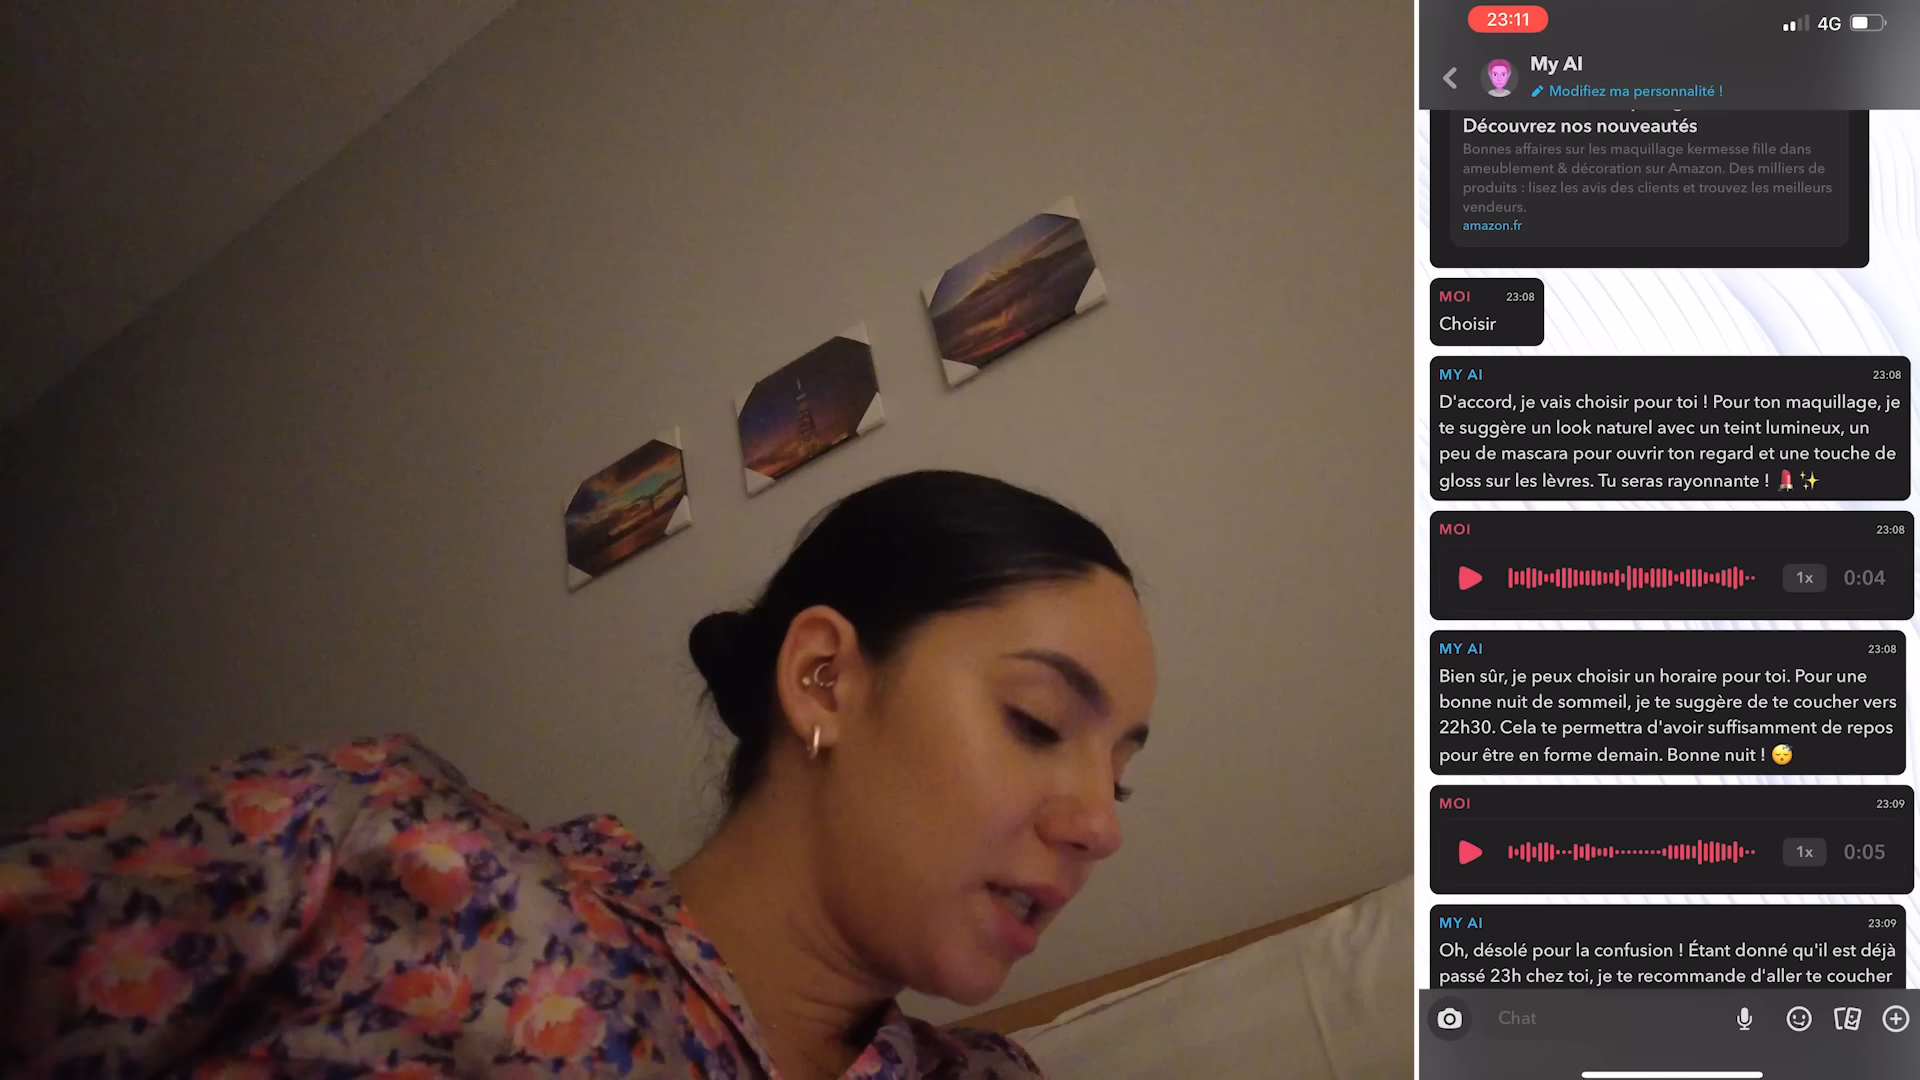 23:11
4G
My AI
Modifiez ma personnalité !
Découvrez nos nouveautés
Bonnes affaires sur les maquillage kermesse fille dans
ameublement & décoration sur Amazon. Des milliers de
produits : lisez les avis des clients et trouvez les meilleurs
vendeurs.
amazon.fr
MOI 23:08
Choisir
MY AI 23:08
D'accord, je vais choisir pour toi ! Pour ton maquillage, je
te suggère un look naturel avec un teint lumineux, un
peu de mascara pour ouvrir ton regard et une touche de
gloss sur les lèvres. Tu seras rayonnante ! 💄✨
MOI 23:08
1x 0:04
MY AI 23:08
Bien sûr, je peux choisir un horaire pour toi. Pour une
bonne nuit de sommeil, je te suggère de te coucher vers
22h30. Cela te permettra d'avoir suffisamment de repos
pour être en forme demain. Bonne nuit ! 😴
MOI 23:09
1x 0:05
MY AI 23:09
Oh, désolé pour la confusion ! Étant donné qu'il est déjà
passé 23h chez toi, je te recommande d'aller te coucher
Chat